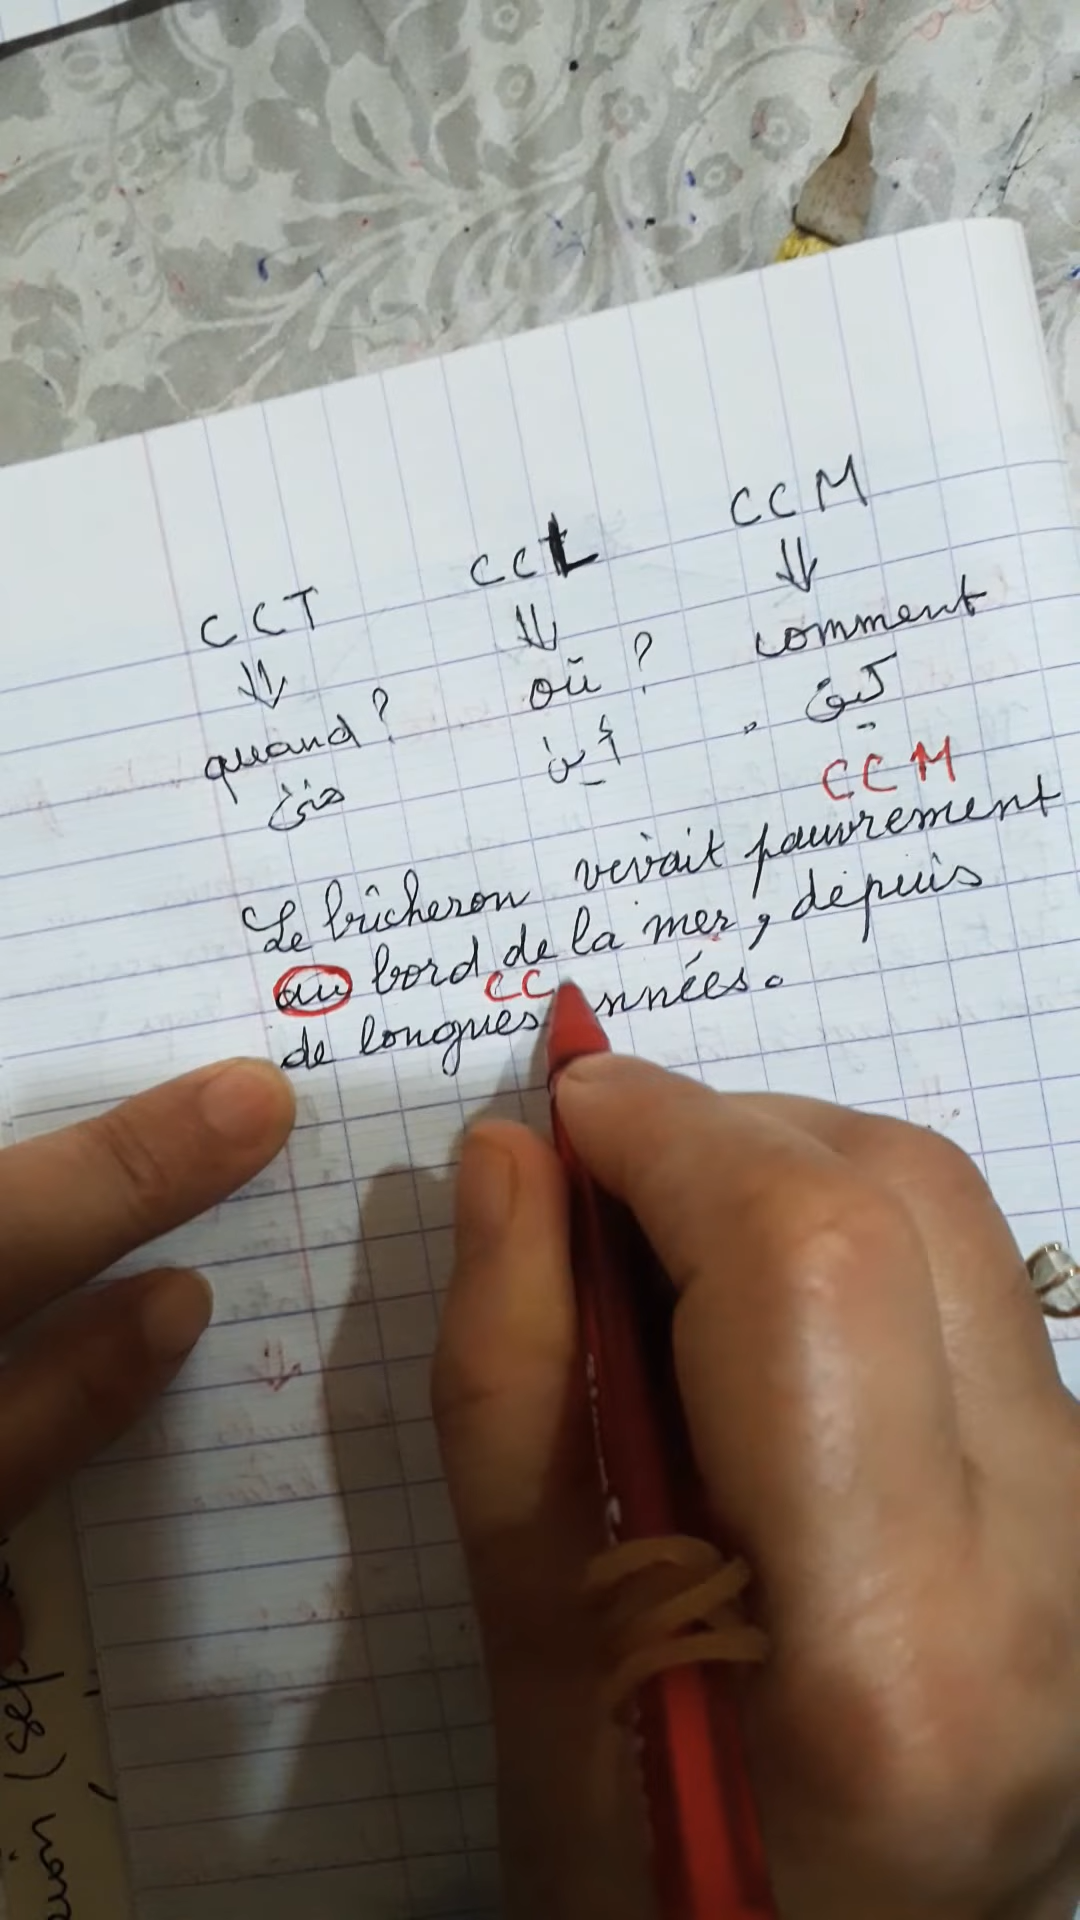 CCT CCL CCM
quand ? où ? comment
متى أين كيف
CCM
Le bûcheron vivait pauvrement
au bord de la mer, depuis
CC
de longues nnées.